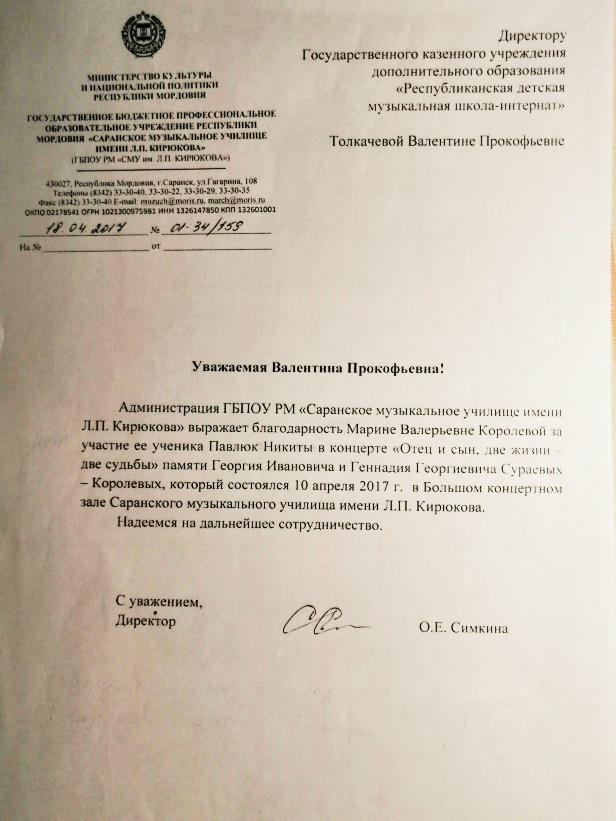 МИНИСТЕРСТВО КУЛЬТУРЫ
И НАЦИОНАЛЬНОЙ ПОЛИТИКИ
РЕСПУБЛИКИ МОРДОВИЯ
ГОСУДАРСТВЕННОЕ БЮДЖЕТНОЕ ПРОФЕССИОНАЛЬНОЕ
ОБРАЗОВАТЕЛЬНОЕ УЧРЕЖДЕНИЕ РЕСПУБЛИКИ
МОРДОВИЯ «САРАНСКОЕ МУЗЫКАЛЬНОЕ УЧИЛИЩЕ
ИМЕНИ Л.П. КИРЮКОВА»
(ГБПОУ РМ «СМУ им. Л.П. КИРЮКОВА»)
430027, Республика Мордовия, г.Саранск, ул.Гагарина, 108
Телефоны (8342) 33-30-40, 33-30-22, 33-30-29, 33-30-35
Факс (8342) 33-30-40 E-mail: muzuch@moris.ru, march@moris.ru
ОКПО 02178541 ОГРН 1021300975981 ИНН 1326147850 КПП 132601001
18.04.2017 № 01-34/159
На № от
Директору
Государственного казенного учреждения
дополнительного образования
«Республиканская детская
музыкальная школа-интернат»
Толкачевой Валентине Прокофьевне
Уважаемая Валентина Прокофьевна!
Администрация ГБПОУ РМ «Саранское музыкальное училище имени
Л.П. Кирюкова» выражает благодарность Марине Валерьевне Королевой за
участие ее ученика Павлюк Никиты в концерте «Отец и сын, две жизни –
две судьбы» памяти Георгия Ивановича и Геннадия Георгиевича Сураевых
– Королевых, который состоялся 10 апреля 2017 г. в Большом концертном
зале Саранского музыкального училища имени Л.П. Кирюкова.
Надеемся на дальнейшее сотрудничество.
С уважением,
Директор О.Е. Симкина